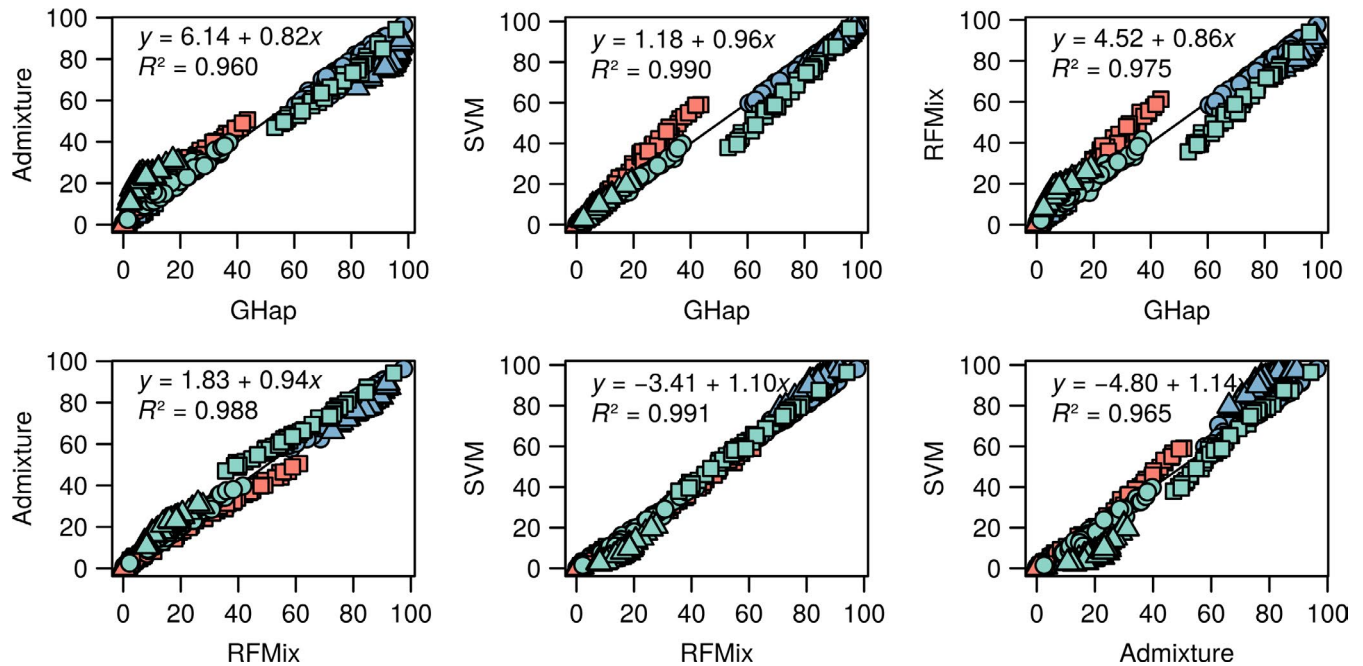 100
80
60
40
20
0
Admixture
y = 6.14 + 0.82x
R² = 0.960
0 20 40 60 80 100
GHap
100
80
60
40
20
0
SVM
y = 1.18 + 0.96x
R² = 0.990
0 20 40 60 80 100
GHap
100
80
60
40
20
0
RFMix
y = 4.52 + 0.86x
R² = 0.975
0 20 40 60 80 100
GHap
100
80
60
40
20
0
Admixture
y = 1.83 + 0.94x
R² = 0.988
0 20 40 60 80 100
RFMix
100
80
60
40
20
0
SVM
y = −3.41 + 1.10x
R² = 0.991
0 20 40 60 80 100
RFMix
100
80
60
40
20
0
SVM
y = −4.80 + 1.14
R² = 0.965
0 20 40 60 80 100
Admixture